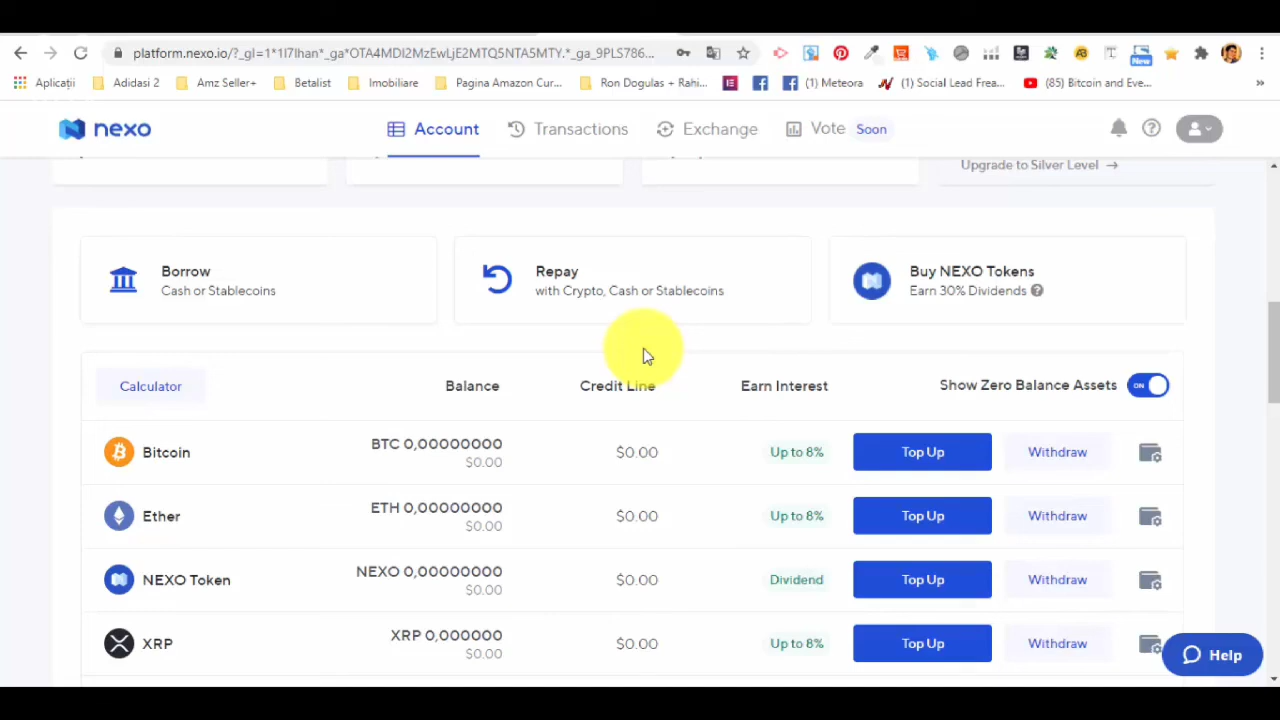 platform.nexo.io/?_gl=1*1l7lhan*_ga*OTA4MDI2MzEwLjE2MTQ5NTA5MTY.*_ga_9PLS786...
New
Aplicații
Adidasi 2
Amz Seller+
Betalist
Imobiliare
Pagina Amazon Cur...
Ron Dogulas + Rahi...
(1) Meteora
(1) Social Lead Frea...
(85) Bitcoin and Eve...
»
nexo
Account
Transactions
Exchange
Vote Soon
Upgrade to Silver Level →
Borrow
Cash or Stablecoins
Repay
with Crypto, Cash or Stablecoins
Buy NEXO Tokens
Earn 30% Dividends
Calculator Balance Credit Line Earn Interest Show Zero Balance Assets ON
Bitcoin BTC 0,00000000 $0.00 Up to 8% Top Up Withdraw
$0.00
Ether ETH 0,00000000 $0.00 Up to 8% Top Up Withdraw
$0.00
NEXO Token NEXO 0,00000000 $0.00 Dividend Top Up Withdraw
$0.00
XRP XRP 0,000000 $0.00 Up to 8% Top Up Withdraw
$0.00
Help